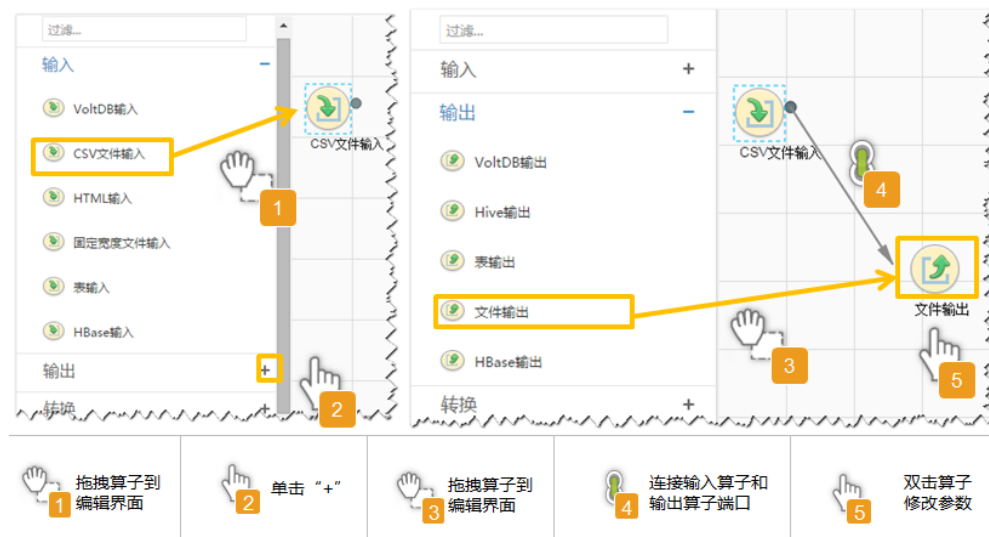 过滤...
输入
−
VoltDB输入
CSV文件输入
HTML输入
固定宽度文件输入
表输入
HBase输入
输出
+
转换
+
CSV文件输入
1
2
过滤...
输入
+
输出
−
VoltDB输出
Hive输出
表输出
文件输出
HBase输出
转换
+
CSV文件输入
4
文件输出
3
5
1
拖拽算子到
编辑界面
2
单击“+”
3
拖拽算子到
编辑界面
4
连接输入算子和
输出算子端口
5
双击算子
修改参数